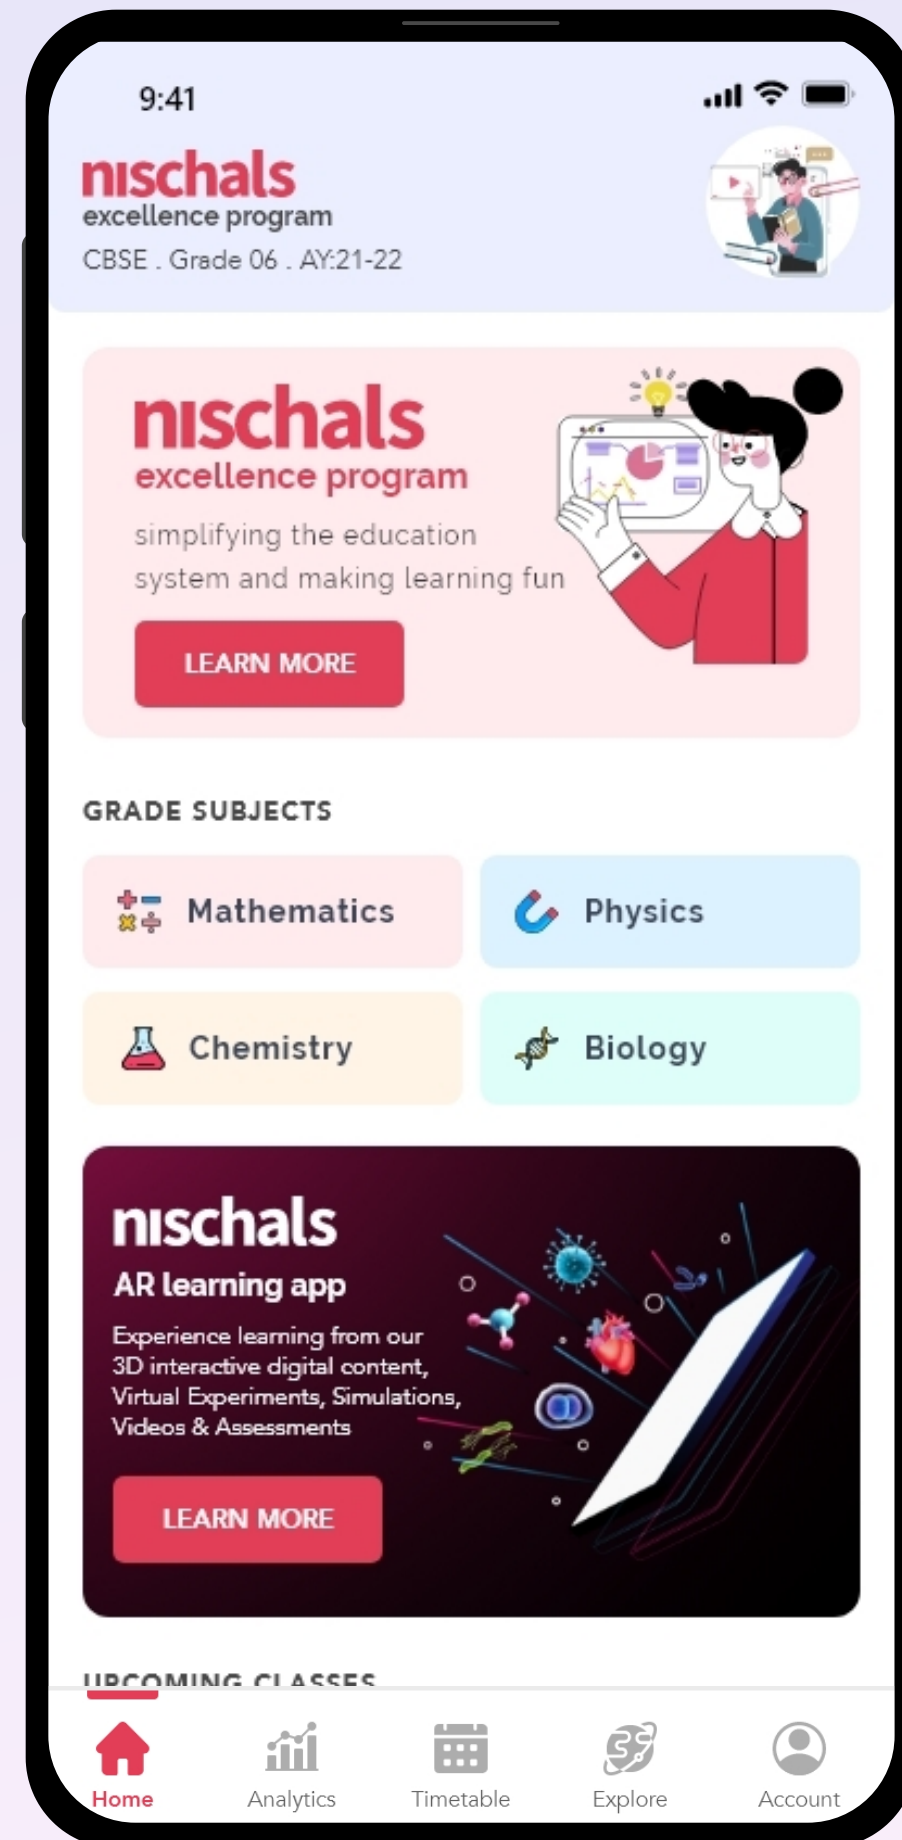 9:41
nischals
excellence program
CBSE . Grade 06 . AY:21-22
nischals
excellence program
simplifying the education
system and making learning fun
LEARN MORE
GRADE SUBJECTS
Mathematics
Physics
Chemistry
Biology
nischals
AR learning app
Experience learning from our
3D interactive digital content,
Virtual Experiments, Simulations,
Videos & Assessments
LEARN MORE
UPCOMING CLASSES
Home
Analytics
Timetable
Explore
Account